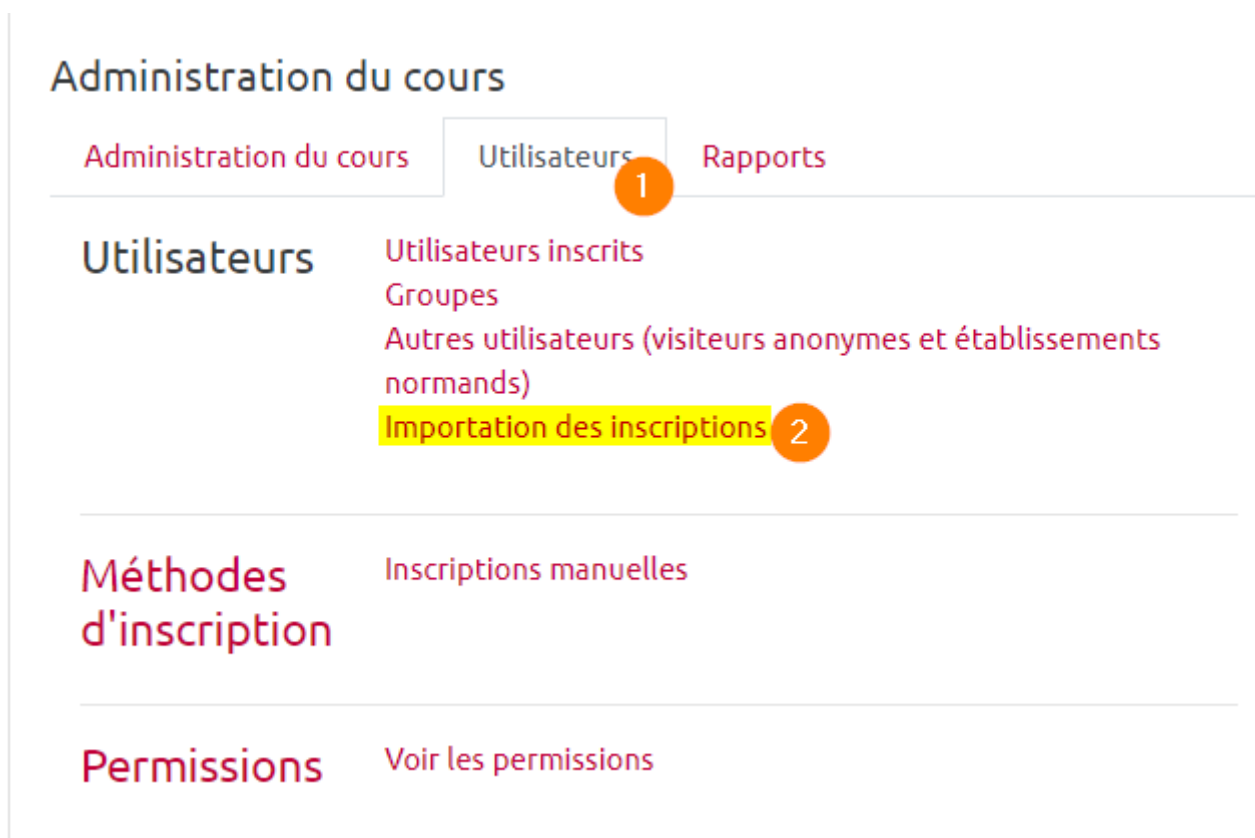 Administration du cours
Administration du cours Utilisateurs Rapports
1
Utilisateurs
Utilisateurs inscrits
Groupes
Autres utilisateurs (visiteurs anonymes et établissements
normands)
Importation des inscriptions 2
Méthodes
d'inscription
Inscriptions manuelles
Permissions
Voir les permissions